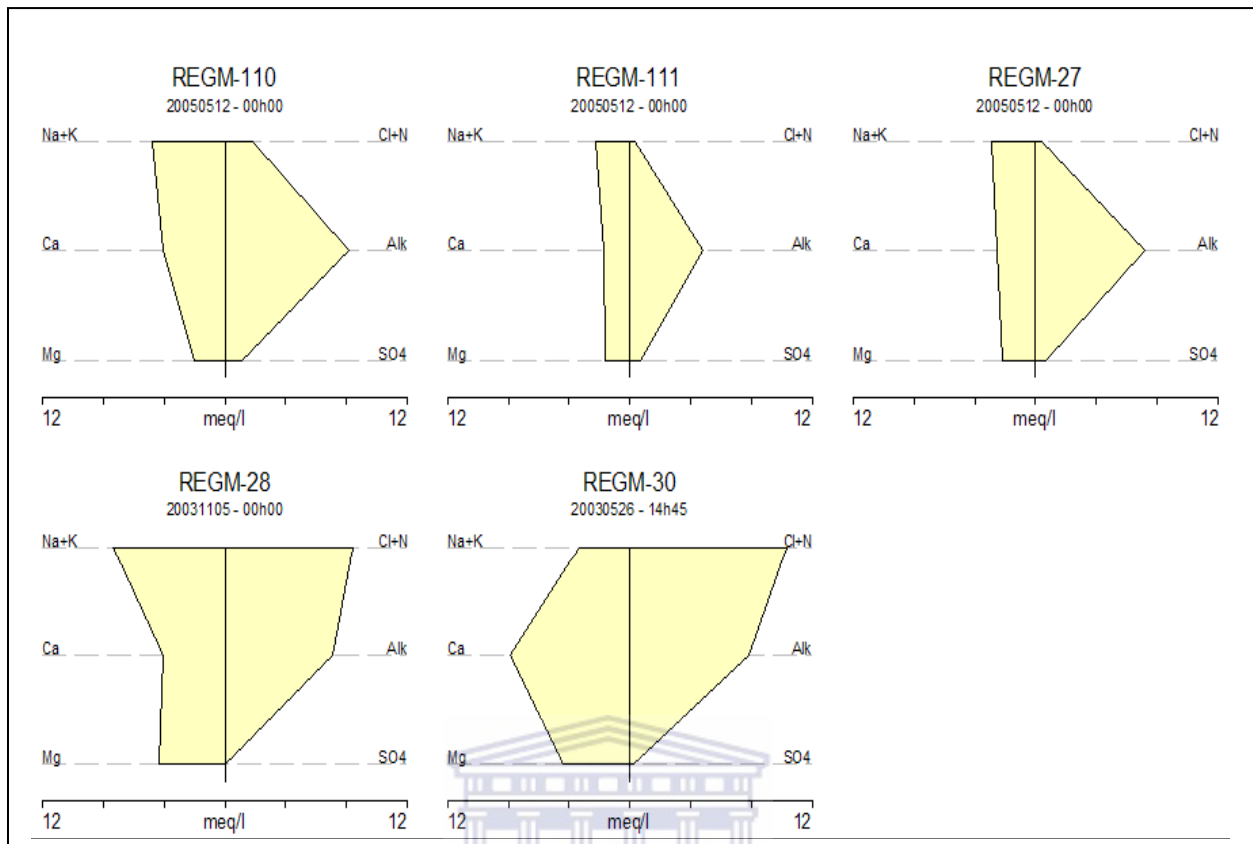 REGM-110
20050512 - 00h00
Na+K Cl+N
Ca Alk
Mg SO4
12 meq/l 12
REGM-111
20050512 - 00h00
Na+K Cl+N
Ca Alk
Mg SO4
12 meq/l 12
REGM-27
20050512 - 00h00
Na+K Cl+N
Ca Alk
Mg SO4
12 meq/l 12
REGM-28
20031105 - 00h00
Na+K Cl+N
Ca Alk
Mg SO4
12 meq/l 12
REGM-30
20030526 - 14h45
Na+K Cl+N
Ca Alk
Mg SO4
12 meq/l 12